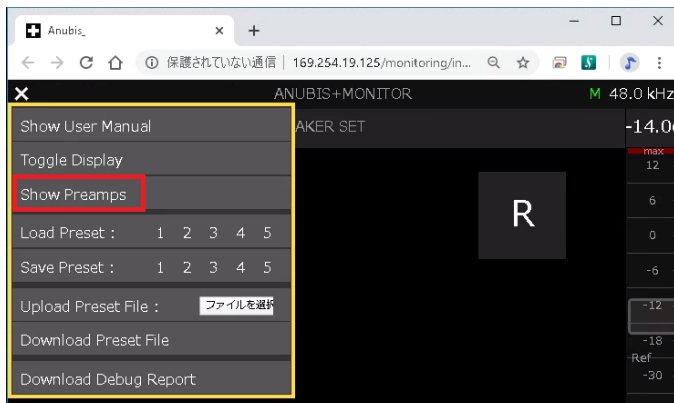 Anubis_
保護されていない通信 | 169.254.19.125/monitoring/in...
ANUBIS+MONITOR M 48.0 kHz
Show User Manual
AKER SET
-14.0
Toggle Display
max
12
Show Preamps
6
R
Load Preset : 1 2 3 4 5
0
Save Preset : 1 2 3 4 5
-6
Upload Preset File : ファイルを選択
-12
Download Preset File
-18
Ref
-30
Download Debug Report